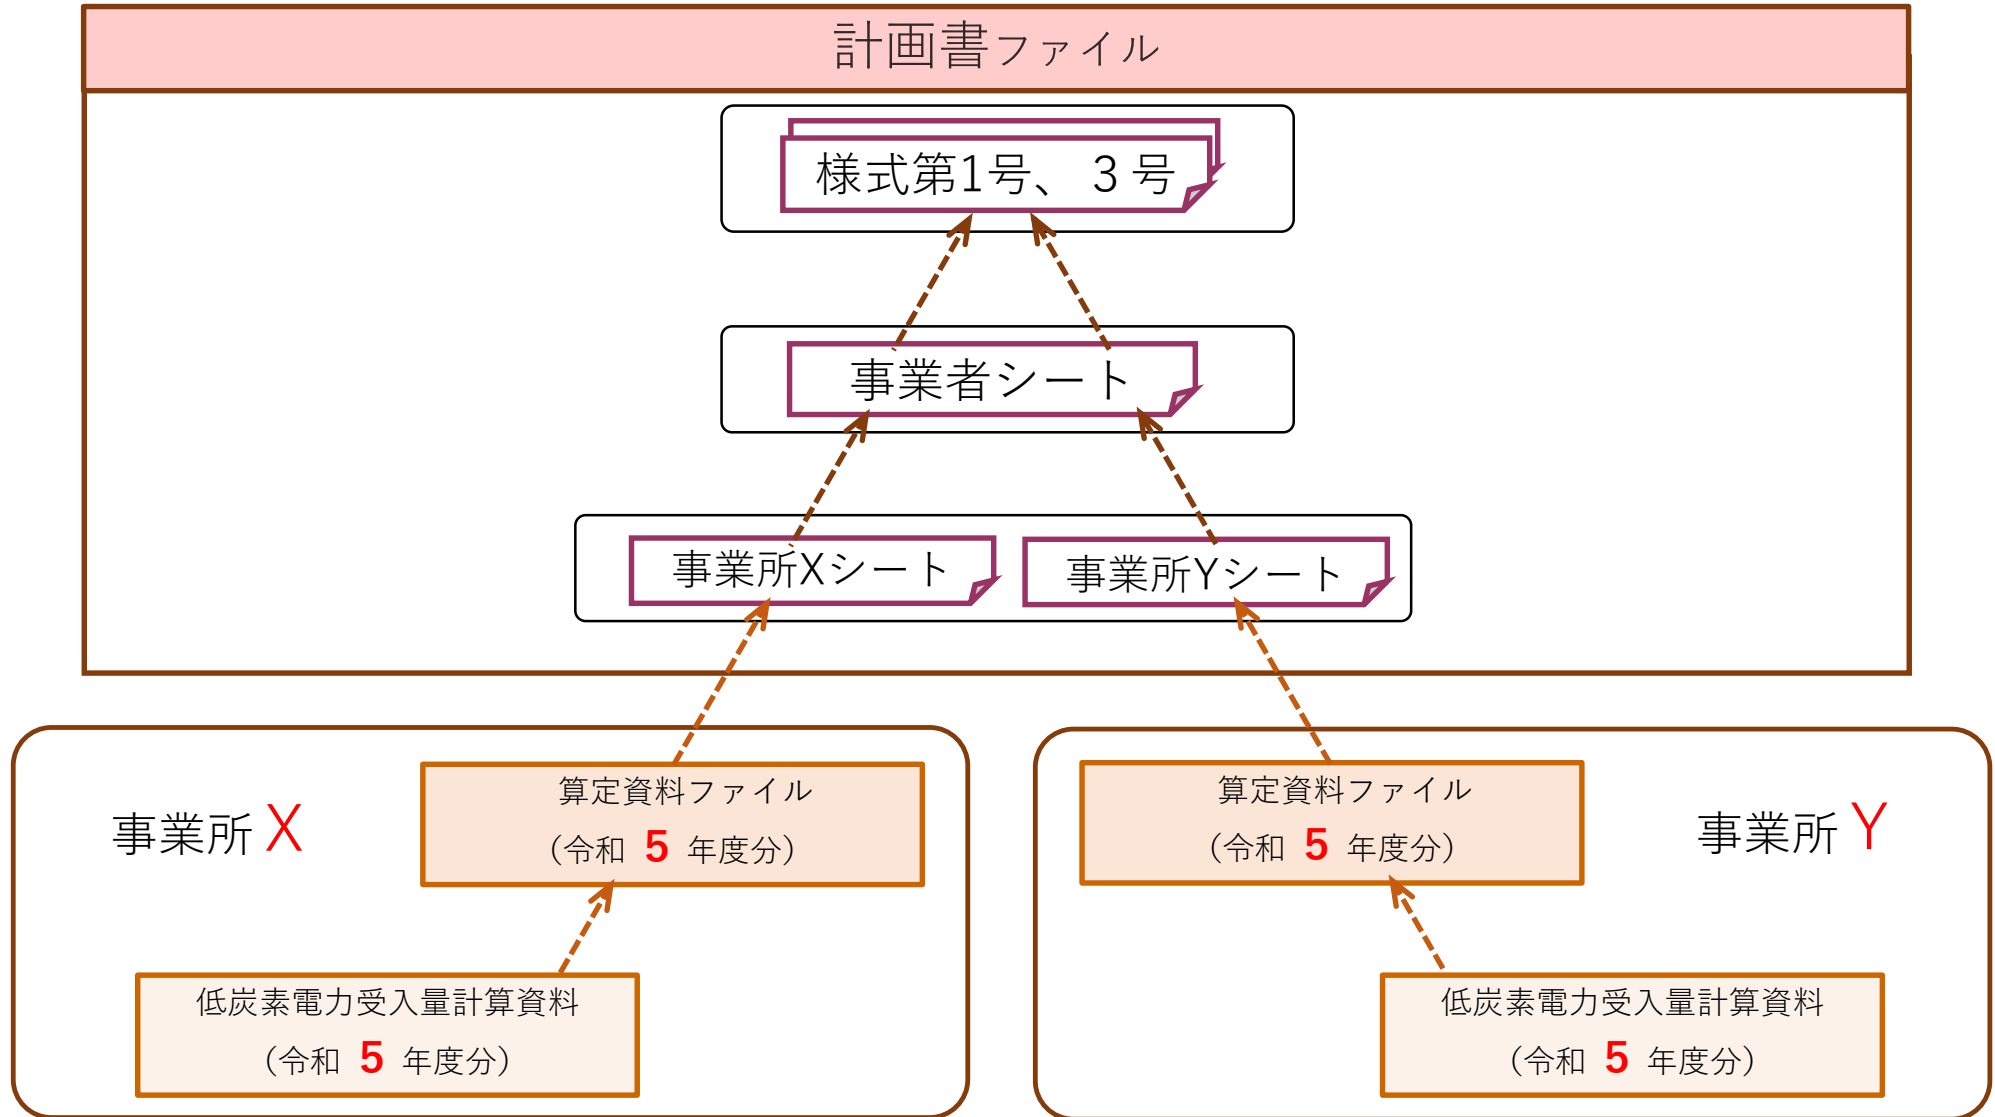 計画書ファイル
様式第1号、３号
事業者シート
事業所Xシート
事業所Yシート
事業所 X
算定資料ファイル
（令和 5 年度分）
低炭素電力受入量計算資料
（令和 5 年度分）
算定資料ファイル
（令和 5 年度分）
事業所 Y
低炭素電力受入量計算資料
（令和 5 年度分）